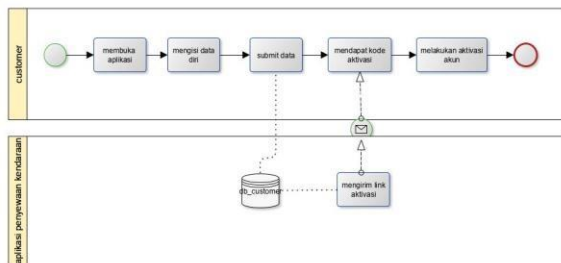 customer
membuka
aplikasi
mengisi data
diri
submit data
mendapat kode
aktivasi
melakukan aktivasi
akun
aplikasi penyewaan kendaraan
db_customer
mengirim link
aktivasi